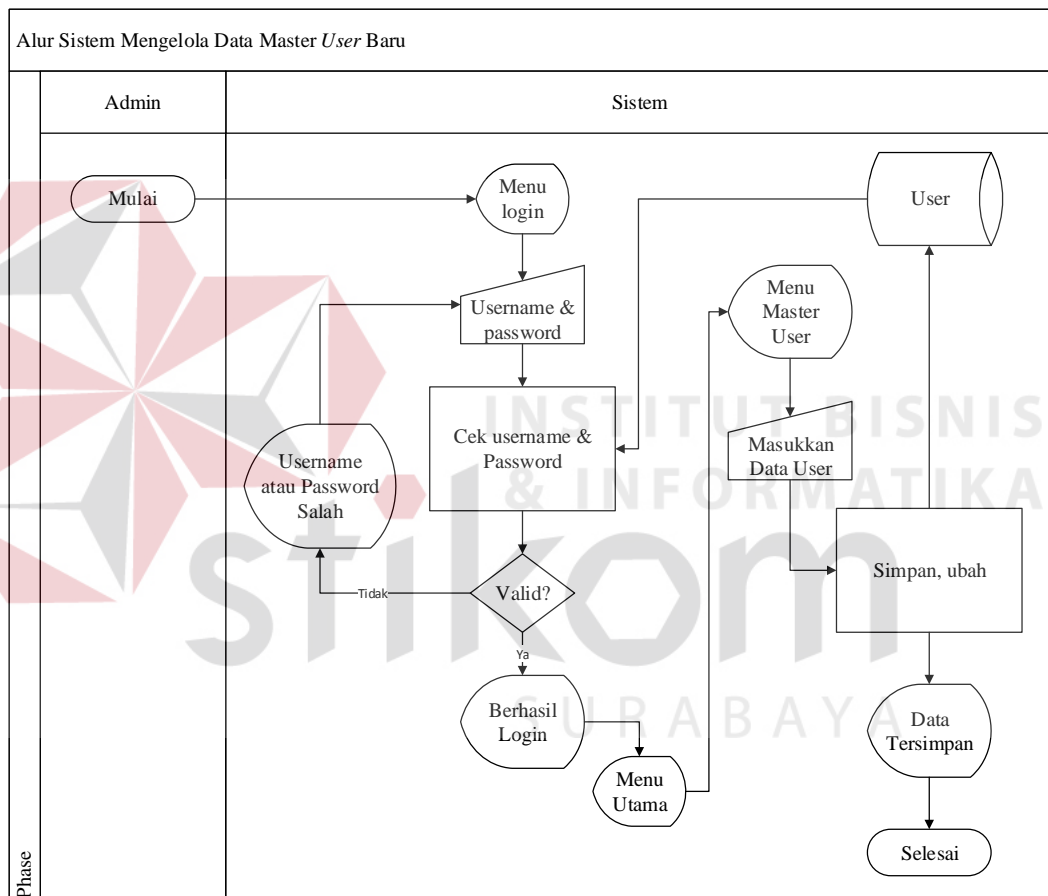 Alur Sistem Mengelola Data Master User Baru
Admin
Sistem
Phase
Mulai
Menu
login
User
Username &
password
Menu
Master
User
Cek username &
Password
Masukkan
Data User
Username
atau Password
Salah
Valid?
Tidak
Ya
Simpan, ubah
Berhasil
Login
Menu
Utama
Data
Tersimpan
Selesai
INSTITUT BISNIS
& INFORMATIKA
stikom
SURABAYA